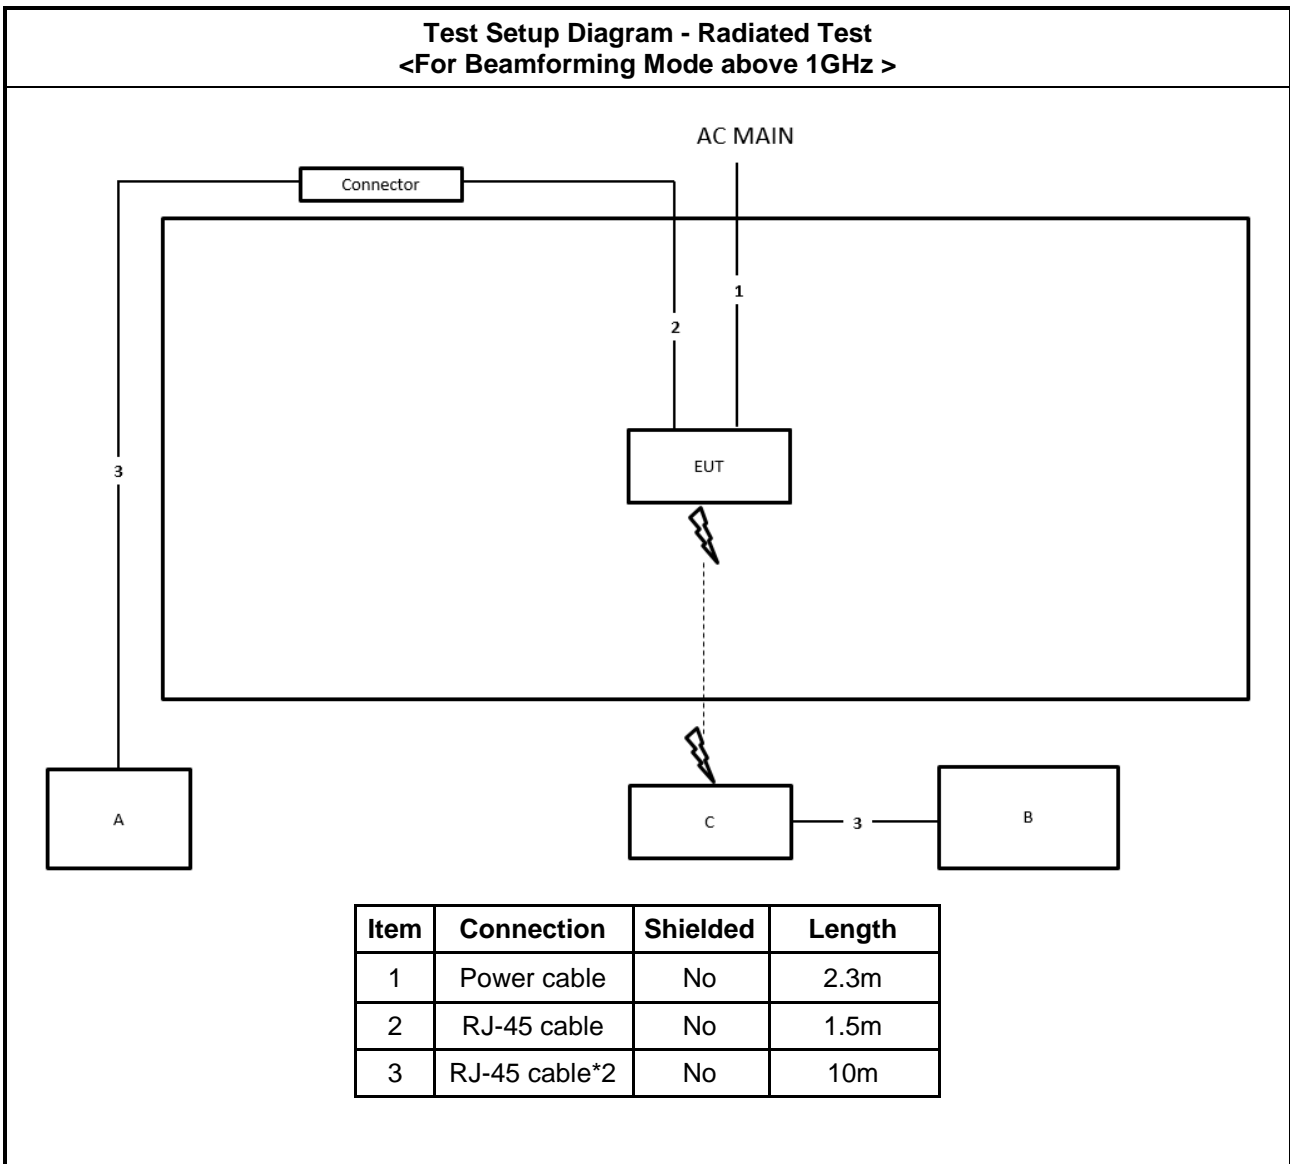 Test Setup Diagram - Radiated Test
<For Beamforming Mode above 1GHz >
AC MAIN
Connector
1
2
EUT
3
A
C
3
B
Item Connection Shielded Length
1 Power cable No 2.3m
2 RJ-45 cable No 1.5m
3 RJ-45 cable*2 No 10m